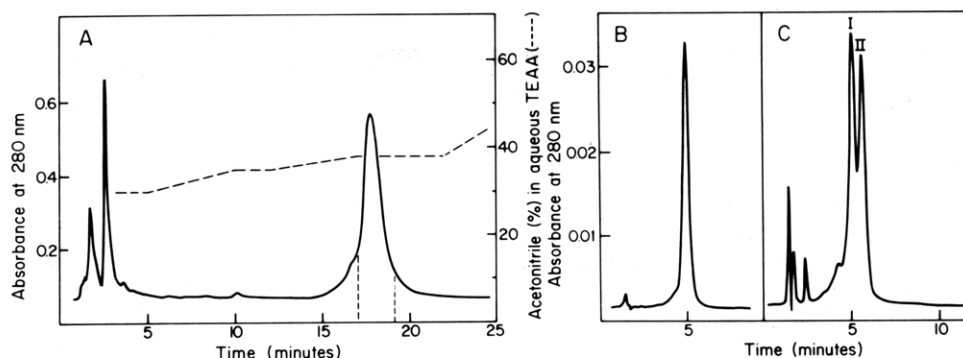 A
Absorbance at 280 nm
0.6
0.4
0.2
5
10
15
20
25
Time (minutes)
60
40
20
Acetonitrile (%) in aqueous TEAA (----)
B
Absorbance at 280 nm
0.03
0.002
0.01
5
Time (minutes)
C
I
II
5
10